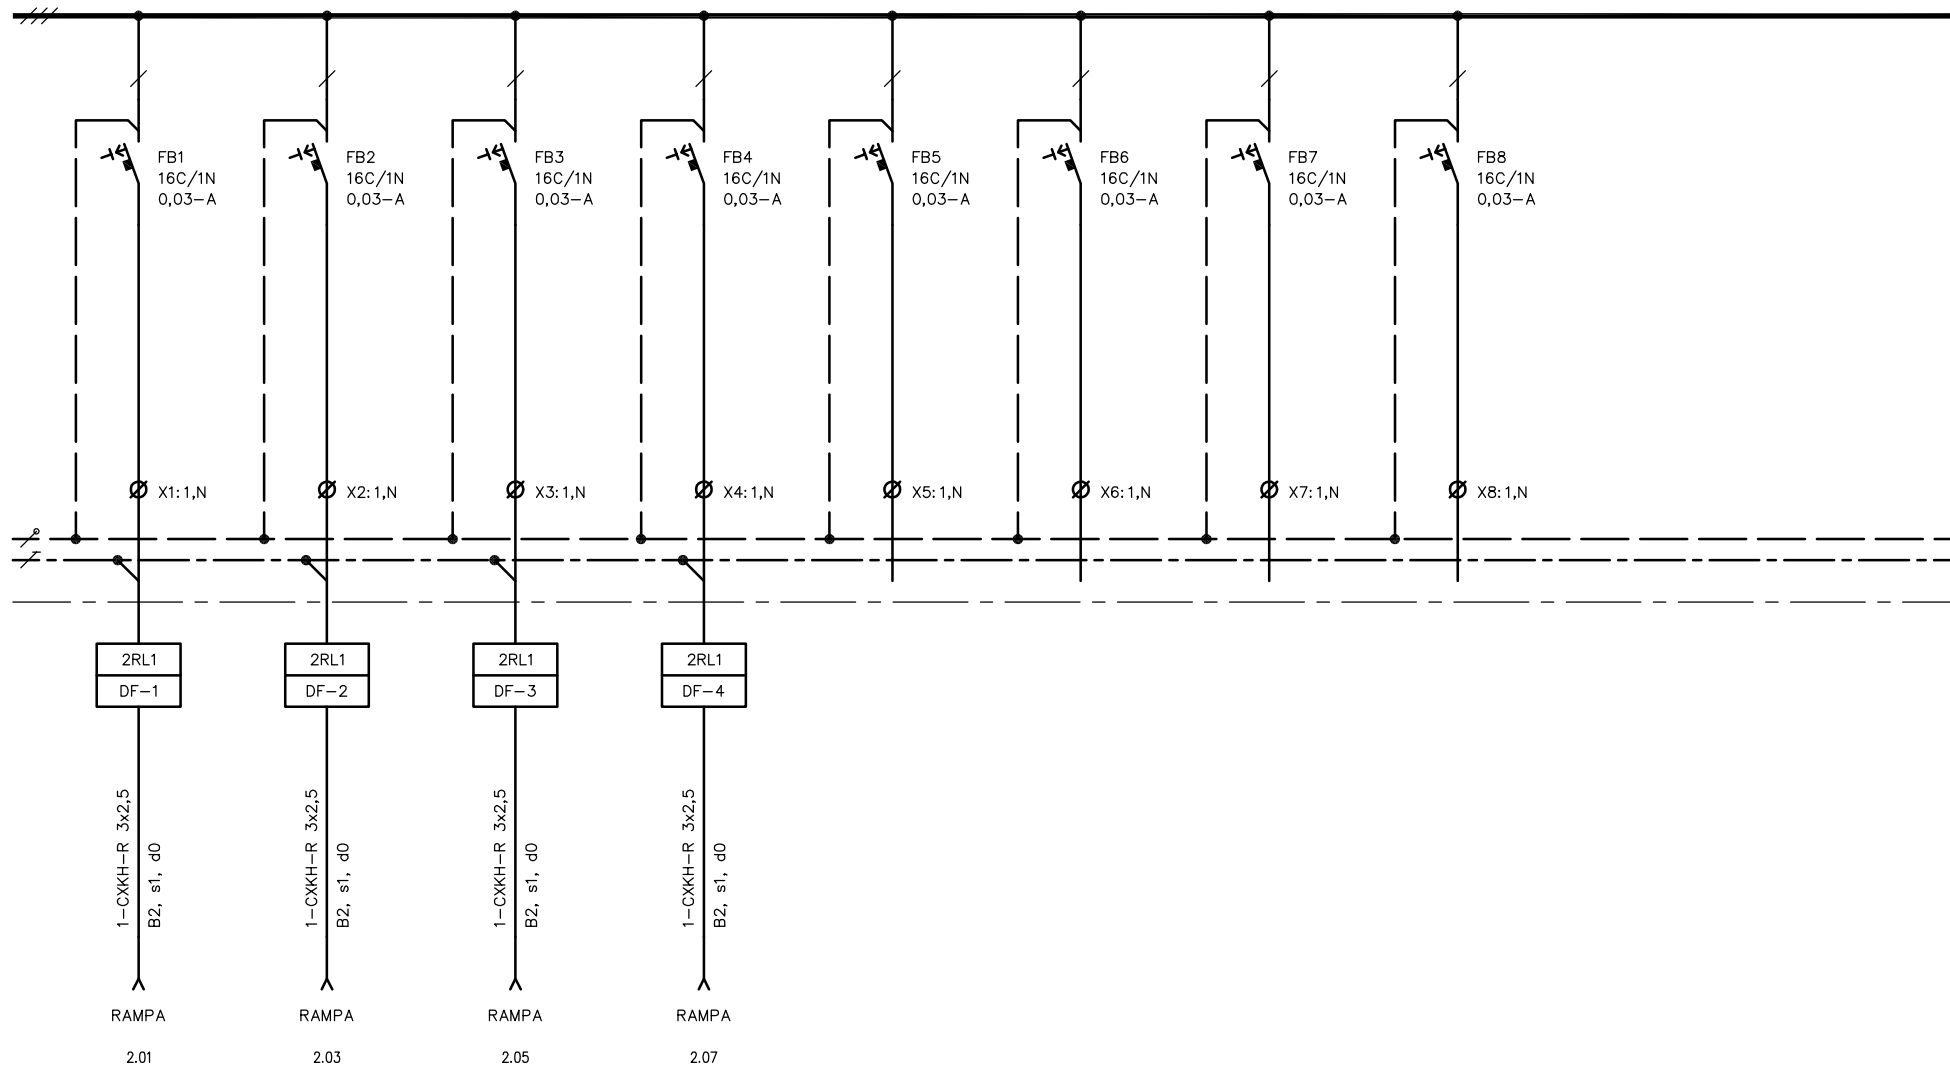 FB1
16C/1N
0,03-A
FB2
16C/1N
0,03-A
FB3
16C/1N
0,03-A
FB4
16C/1N
0,03-A
FB5
16C/1N
0,03-A
FB6
16C/1N
0,03-A
FB7
16C/1N
0,03-A
FB8
16C/1N
0,03-A
X1:1,N
X2:1,N
X3:1,N
X4:1,N
X5:1,N
X6:1,N
X7:1,N
X8:1,N
2RL1
DF-1
2RL1
DF-2
2RL1
DF-3
2RL1
DF-4
1-CXKH-R 3x2,5
B2, s1, d0
1-CXKH-R 3x2,5
B2, s1, d0
1-CXKH-R 3x2,5
B2, s1, d0
1-CXKH-R 3x2,5
B2, s1, d0
RAMPA
2.01
RAMPA
2.03
RAMPA
2.05
RAMPA
2.07